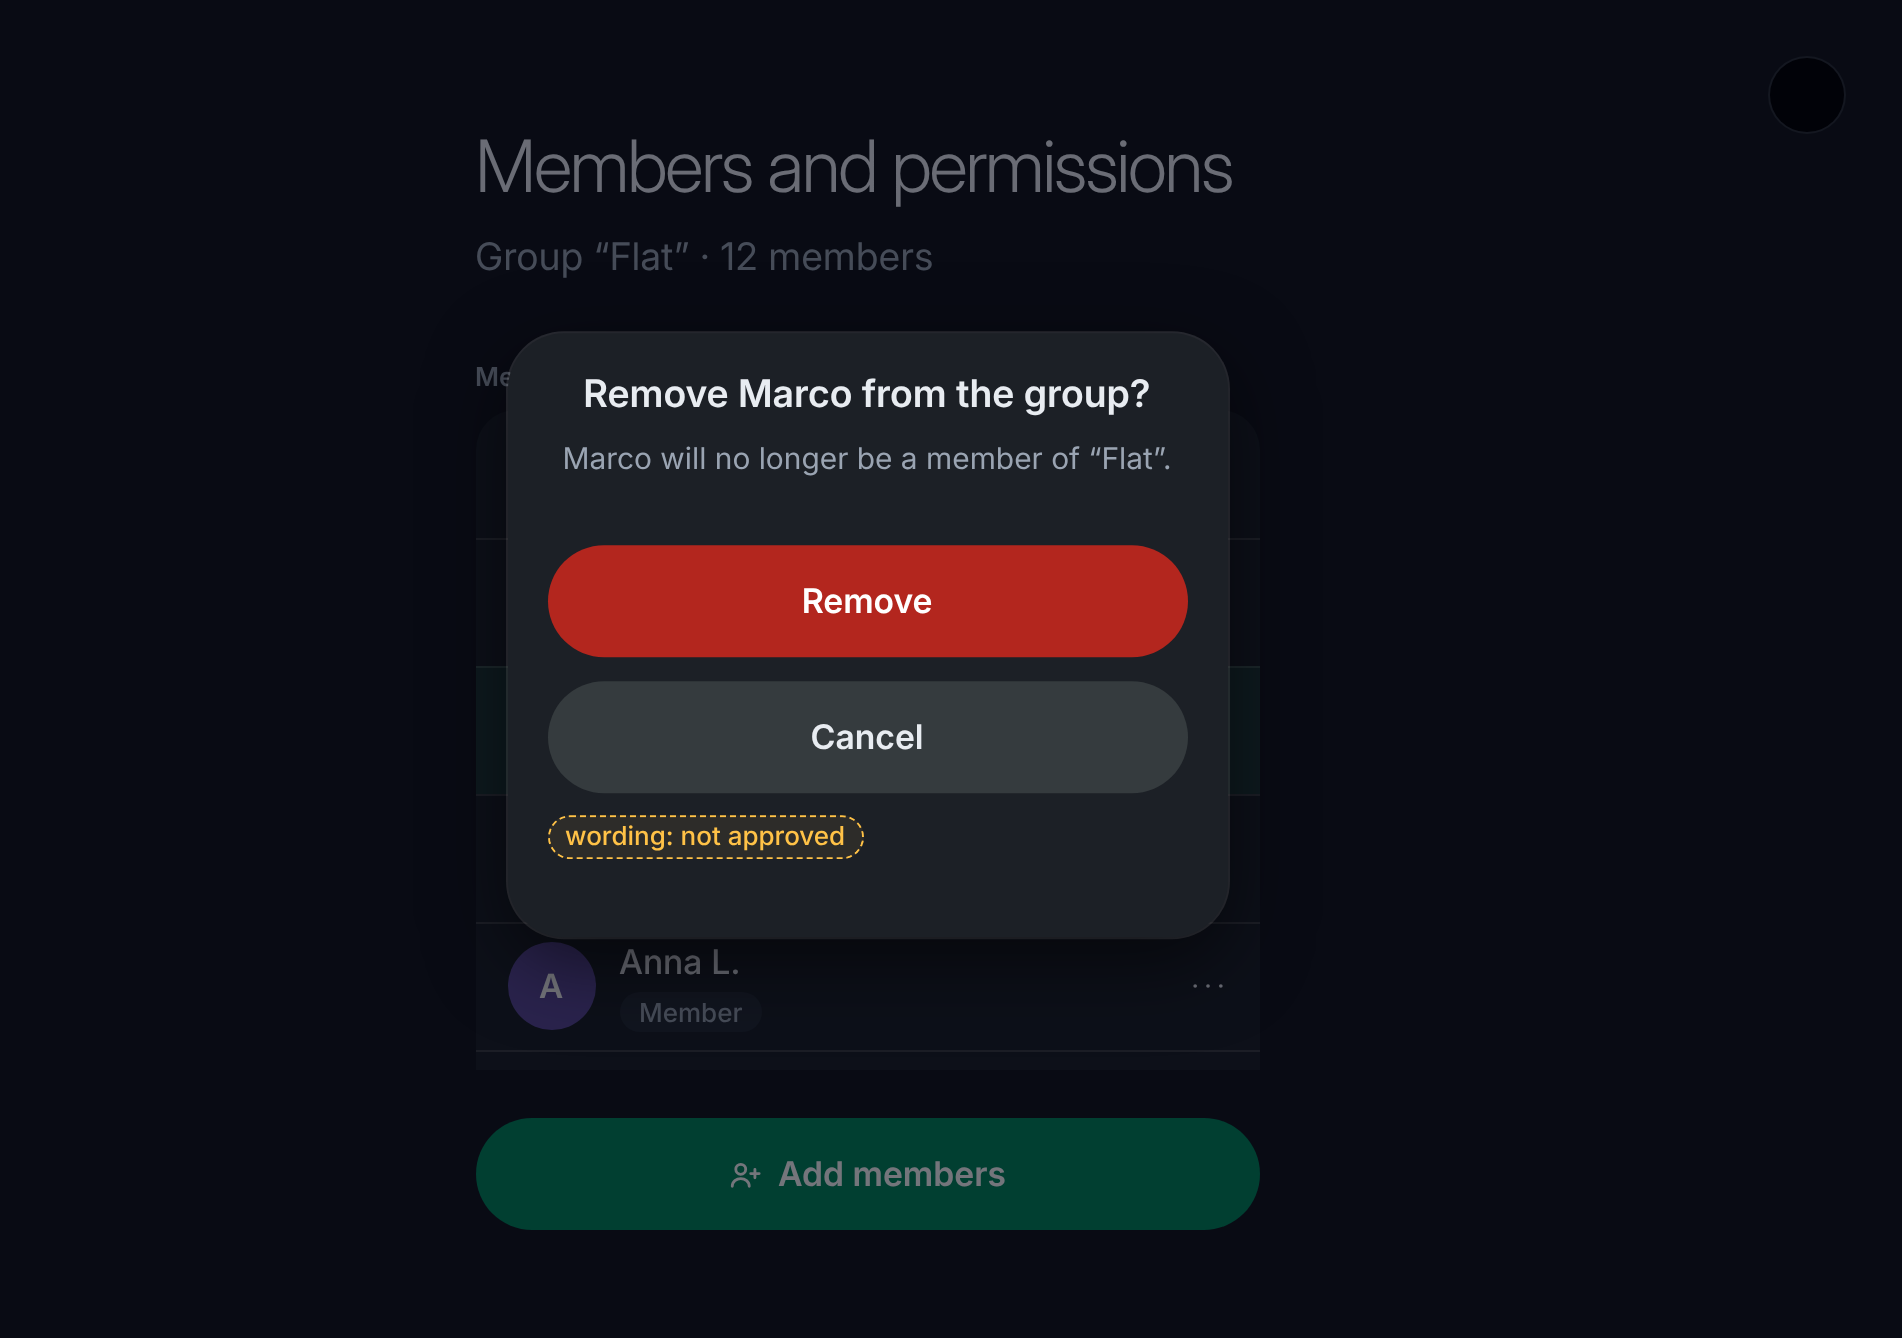 Members and permissions
Group “Flat” · 12 members
Remove Marco from the group?
Marco will no longer be a member of “Flat”.
Remove
Cancel
wording: not approved
A
Anna L.
Member
...
Add members